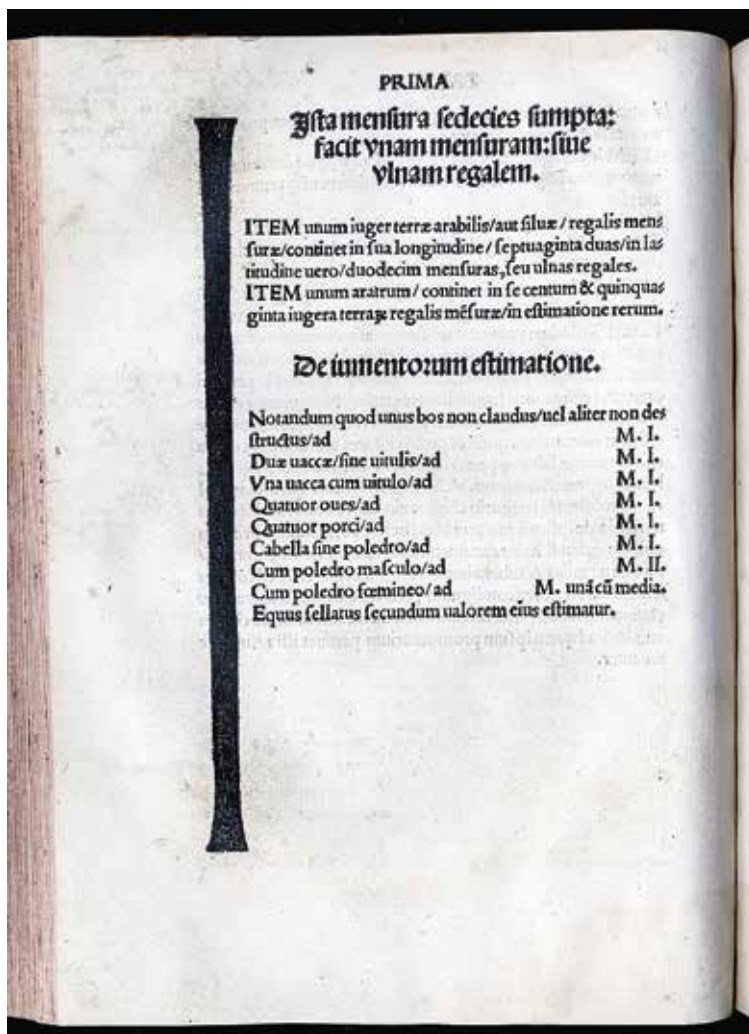 PRIMA
Ista mensura sedecies sumpta:
facit vnam mensuram: siue
vlnam regalem.
ITEM unum iuger terræ arabilis/aut siluæ/regalis mens
suræ/continet in sua longitudine/septuaginta duas/in las
titudine uero/duodecim mensuras, seu ulnas regales.
ITEM unum aratrum/continet in se centum & quinquas
ginta iugera terraꝝ regalis mẽsuræ/in estimatione rerum.
De iumentorum estimatione.
Notandum quod unus bos non claudus/uel aliter non des
structus/ad M. I.
Duæ uaccæ/sine uitulis/ad M. I.
Vna uacca cum uitulo/ad M. I.
Quatuor oues/ad M. I.
Quatuor porci/ad M. I.
Cabella sine poledro/ad M. I.
Cum poledro masculo/ad M. II.
Cum poledro fœmineo/ad M. unã cũ media.
Equus sellatus secundum ualorem eius estimatur.